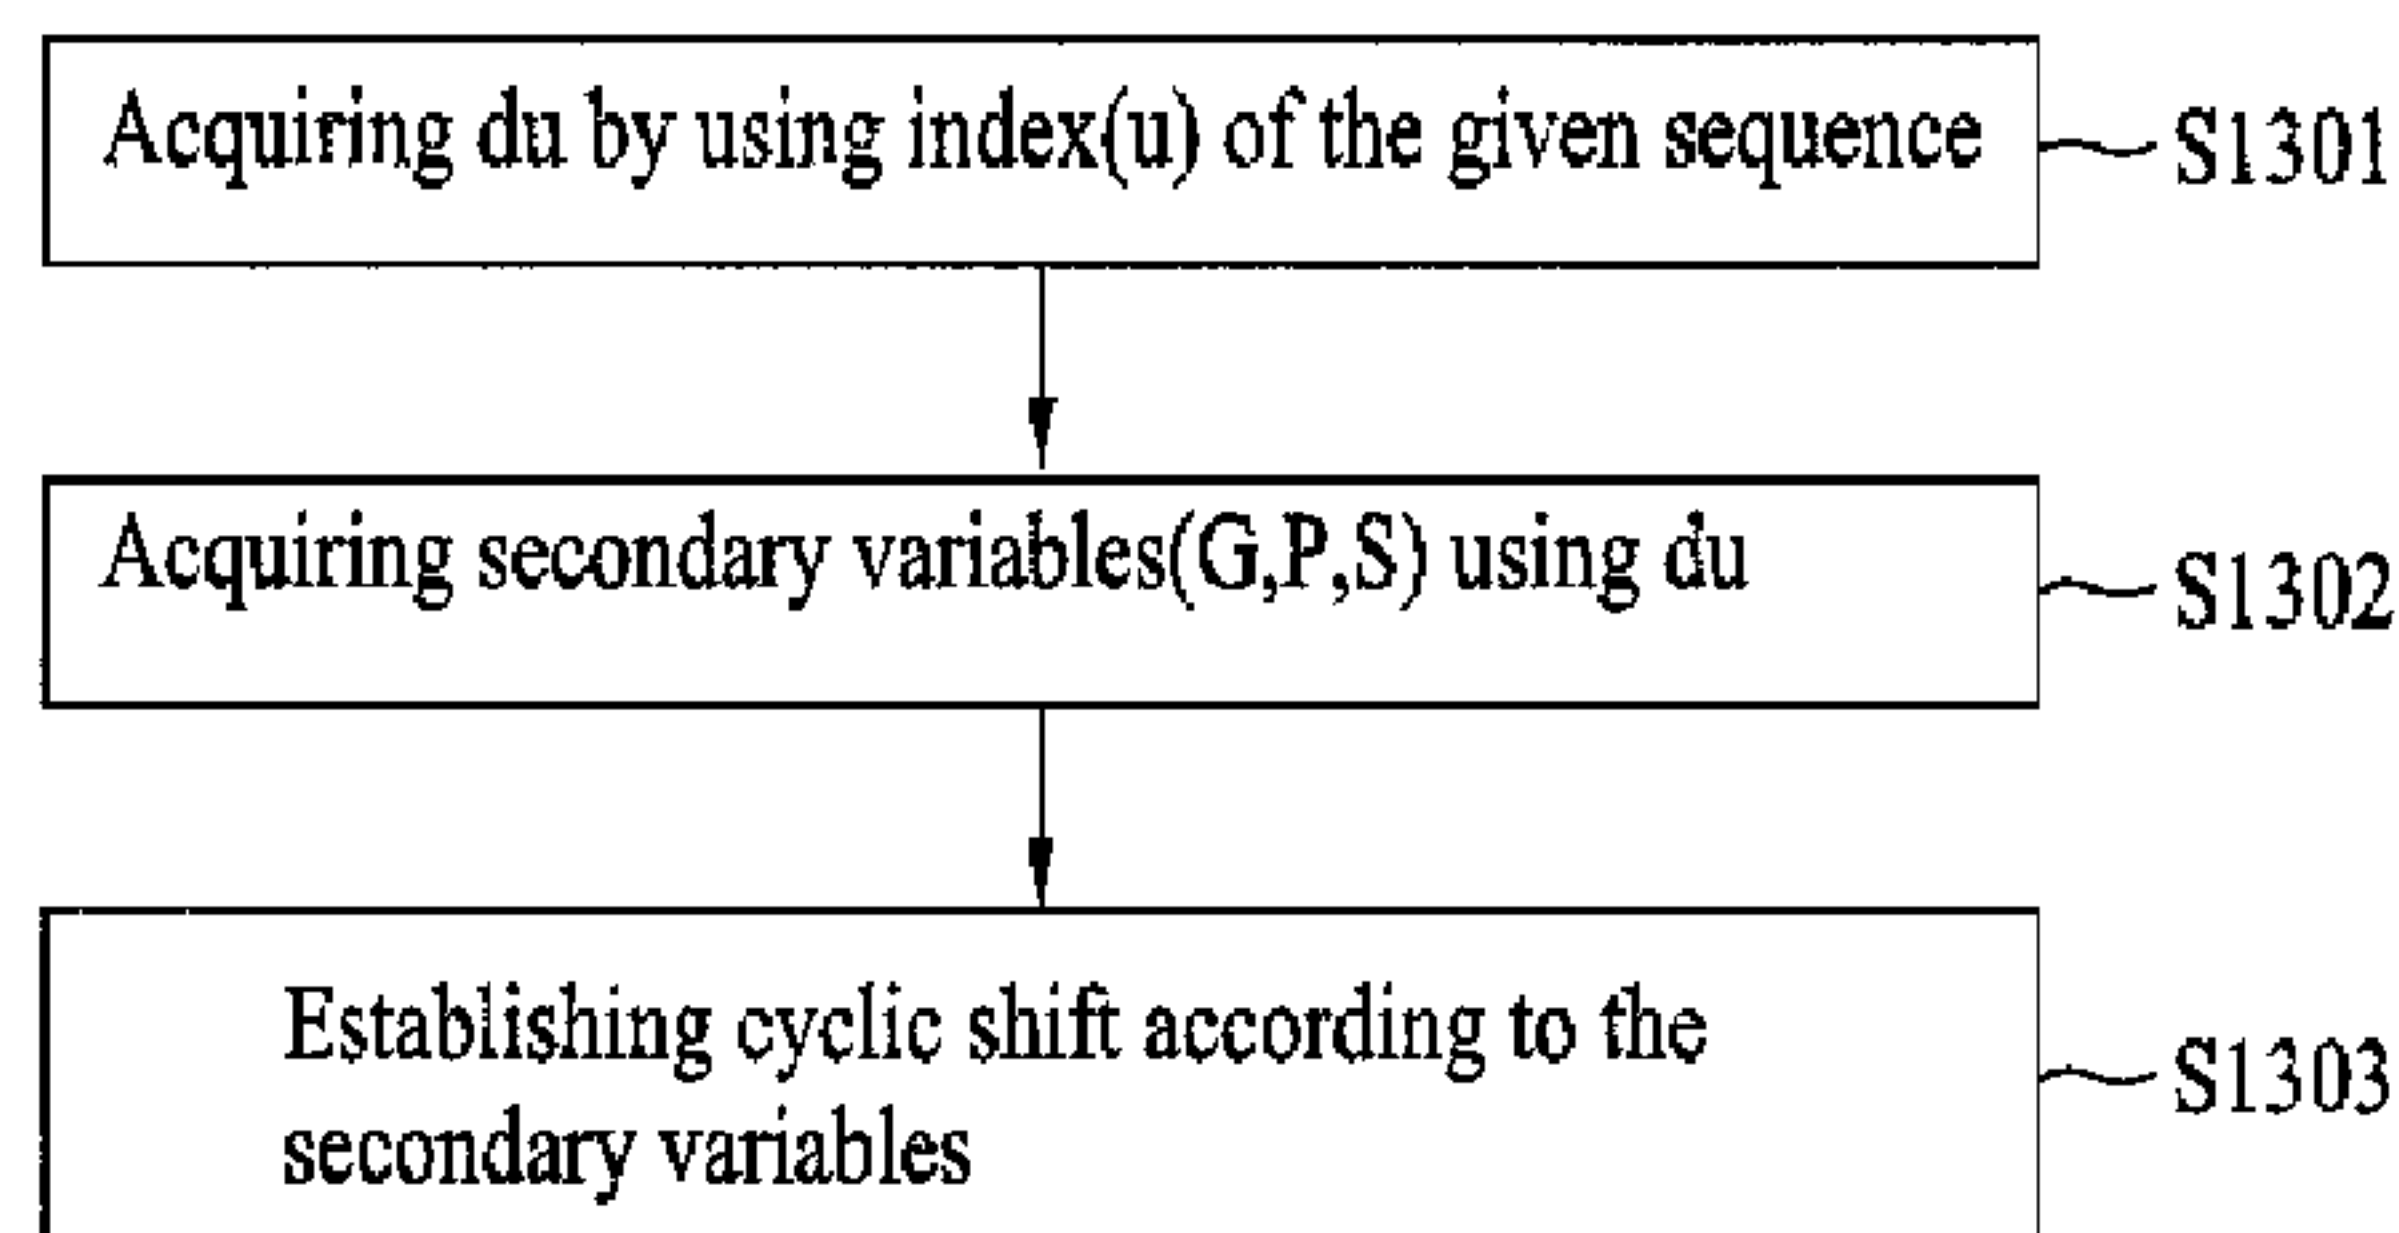 Acquiring du by using index(u) of the given sequence
S1301
Acquiring secondary variables(G,P,S) using du
S1302
Establishing cyclic shift according to the
secondary variables
S1303